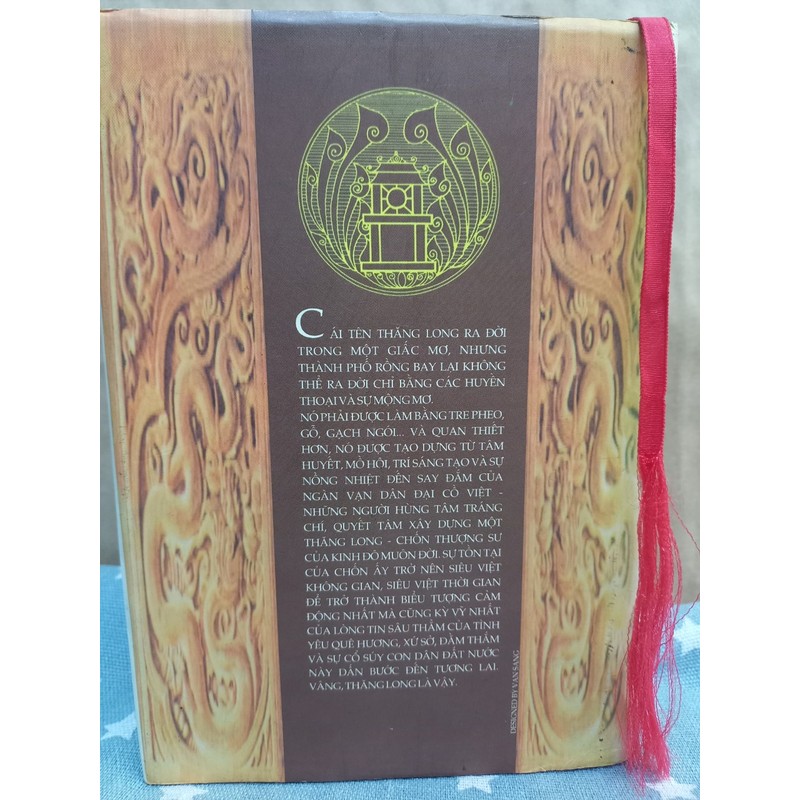 CÁI TÊN THĂNG LONG RA ĐỜI
TRONG MỘT GIẤC MƠ, NHƯNG
THÀNH PHỐ RỒNG BAY LẠI KHÔNG
THỂ RA ĐỜI CHỈ BẰNG CÁC HUYỀN
THOẠI VÀ SỰ MỘNG MƠ.
NÓ PHẢI ĐƯỢC LÀM BẰNG TRE PHEO,
GỖ, GẠCH NGÓI... VÀ QUAN THIẾT
HƠN, NÓ ĐƯỢC TẠO DỰNG TỪ TÂM
HUYẾT, MỒ HÔI, TRÍ SÁNG TẠO VÀ SỰ
NỒNG NHIỆT ĐẾN SAY ĐẮM CỦA
NGÀN VẠN DÂN ĐẠI CỒ VIỆT -
NHỮNG NGƯỜI HÙNG TÂM TRÁNG
CHÍ, QUYẾT TÂM XÂY DỰNG MỘT
THĂNG LONG - CHỐN THƯỢNG SƯ
CỦA KINH ĐÔ MUÔN ĐỜI. SỰ TỒN TẠI
CỦA CHỐN ẤY TRỞ NÊN SIÊU VIỆT
KHÔNG GIAN, SIÊU VIỆT THỜI GIAN
ĐỂ TRỞ THÀNH BIỂU TƯỢNG CẢM
ĐỘNG NHẤT MÀ CŨNG KỲ VỸ NHẤT
CỦA LÒNG TIN SÂU THẲM CỦA TÌNH
YÊU QUÊ HƯƠNG, XỨ SỞ, ĐẰM THẮM
VÀ SỰ CỔ SÚY CON DÂN ĐẤT NƯỚC
NÀY DẤN BƯỚC ĐẾN TƯƠNG LAI.
VÂNG, THĂNG LONG LÀ VẬY.
DESIGNED BY VAN SANG